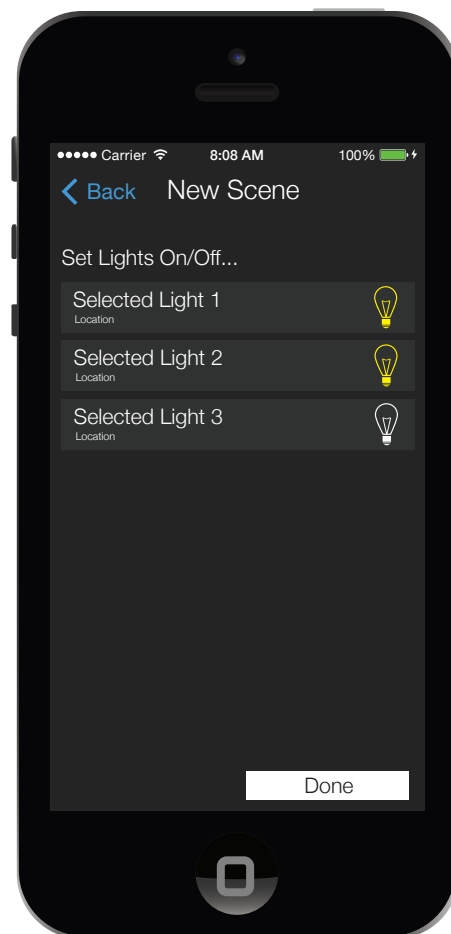 Carrier 8:08 AM 100%
Back New Scene
Set Lights On/Off...
Selected Light 1
Location
Selected Light 2
Location
Selected Light 3
Location
Done